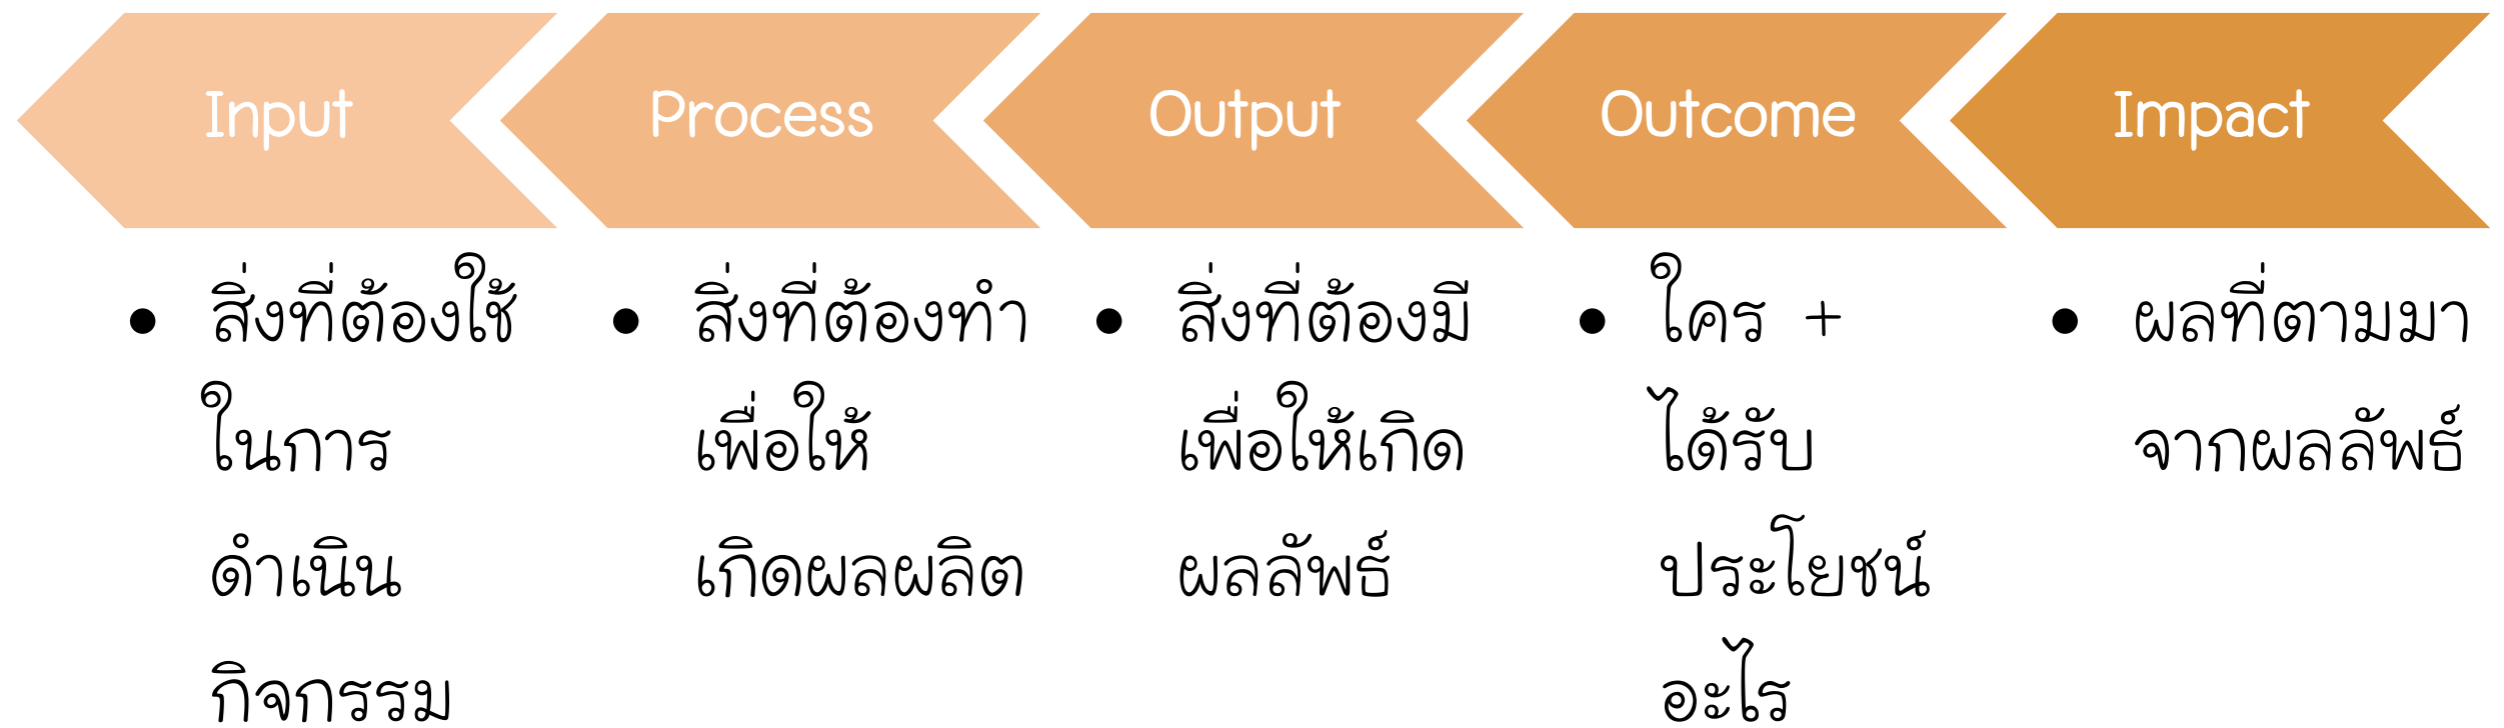 Input
Process
Output
Outcome
Impact
• สิ่งที่ต้องใช้
ในการ
ดำเนิน
กิจกรรม
• สิ่งที่ต้องทำ
เพื่อให้
เกิดผลผลิต
• สิ่งที่ต้องมี
เพื่อให้เกิด
ผลลัพธ์
• ใคร +
ได้รับ
ประโยชน์
อะไร
• ผลที่ตามมา
จากผลลัพธ์